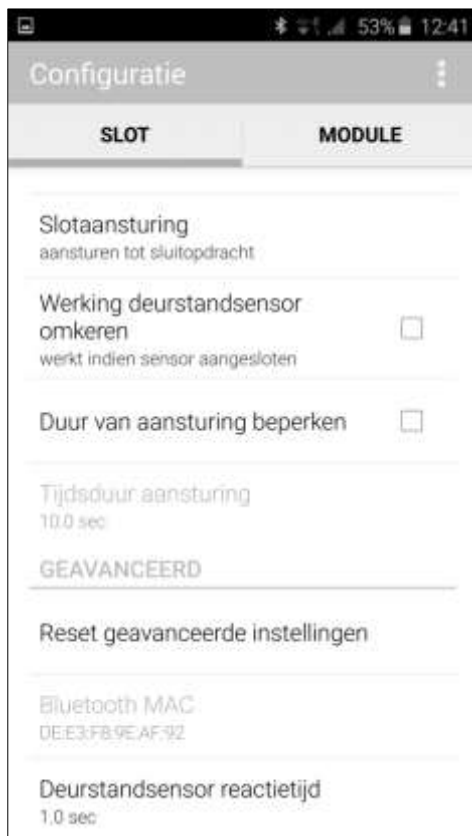 53% 12:41
Configuratie
SLOT MODULE
Slotaansturing
aansturen tot sluitopdracht
Werking deurstandsensor
omkeren
werkt indien sensor aangesloten
Duur van aansturing beperken
Tijdsduur aansturing
10.0 sec
GEAVANCEERD
Reset geavanceerde instellingen
Bluetooth MAC
DE:E3:F8:9E:AF:92
Deurstandsensor reactietijd
1.0 sec